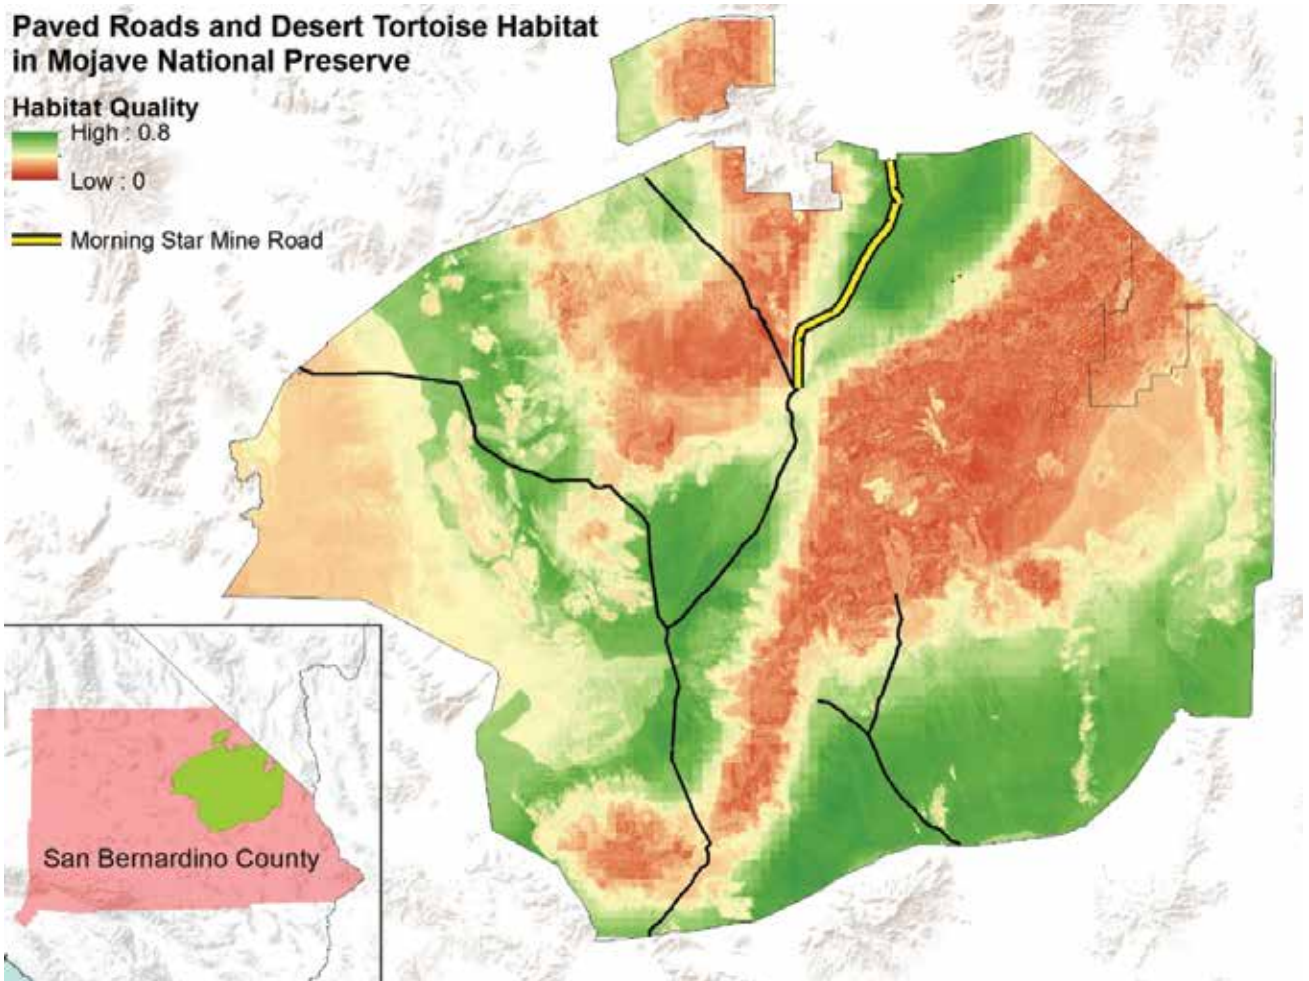 Paved Roads and Desert Tortoise Habitat
in Mojave National Preserve
Habitat Quality
High : 0.8
Low : 0
Morning Star Mine Road
San Bernardino County